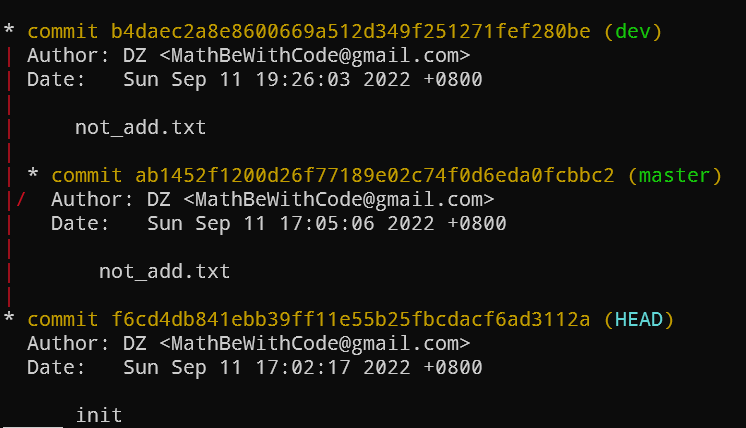 * commit b4daec2a8e8600669a512d349f251271fef280be (dev)
| Author: DZ <MathBeWithCode@gmail.com>
| Date:   Sun Sep 11 19:26:03 2022 +0800
|
|     not_add.txt
|
| * commit ab1452f1200d26f77189e02c74f0d6eda0fcbbc2 (master)
|/  Author: DZ <MathBeWithCode@gmail.com>
|   Date:   Sun Sep 11 17:05:06 2022 +0800
|
|       not_add.txt
|
* commit f6cd4db841ebb39ff11e55b25fbcdacf6ad3112a (HEAD)
  Author: DZ <MathBeWithCode@gmail.com>
  Date:   Sun Sep 11 17:02:17 2022 +0800

      init